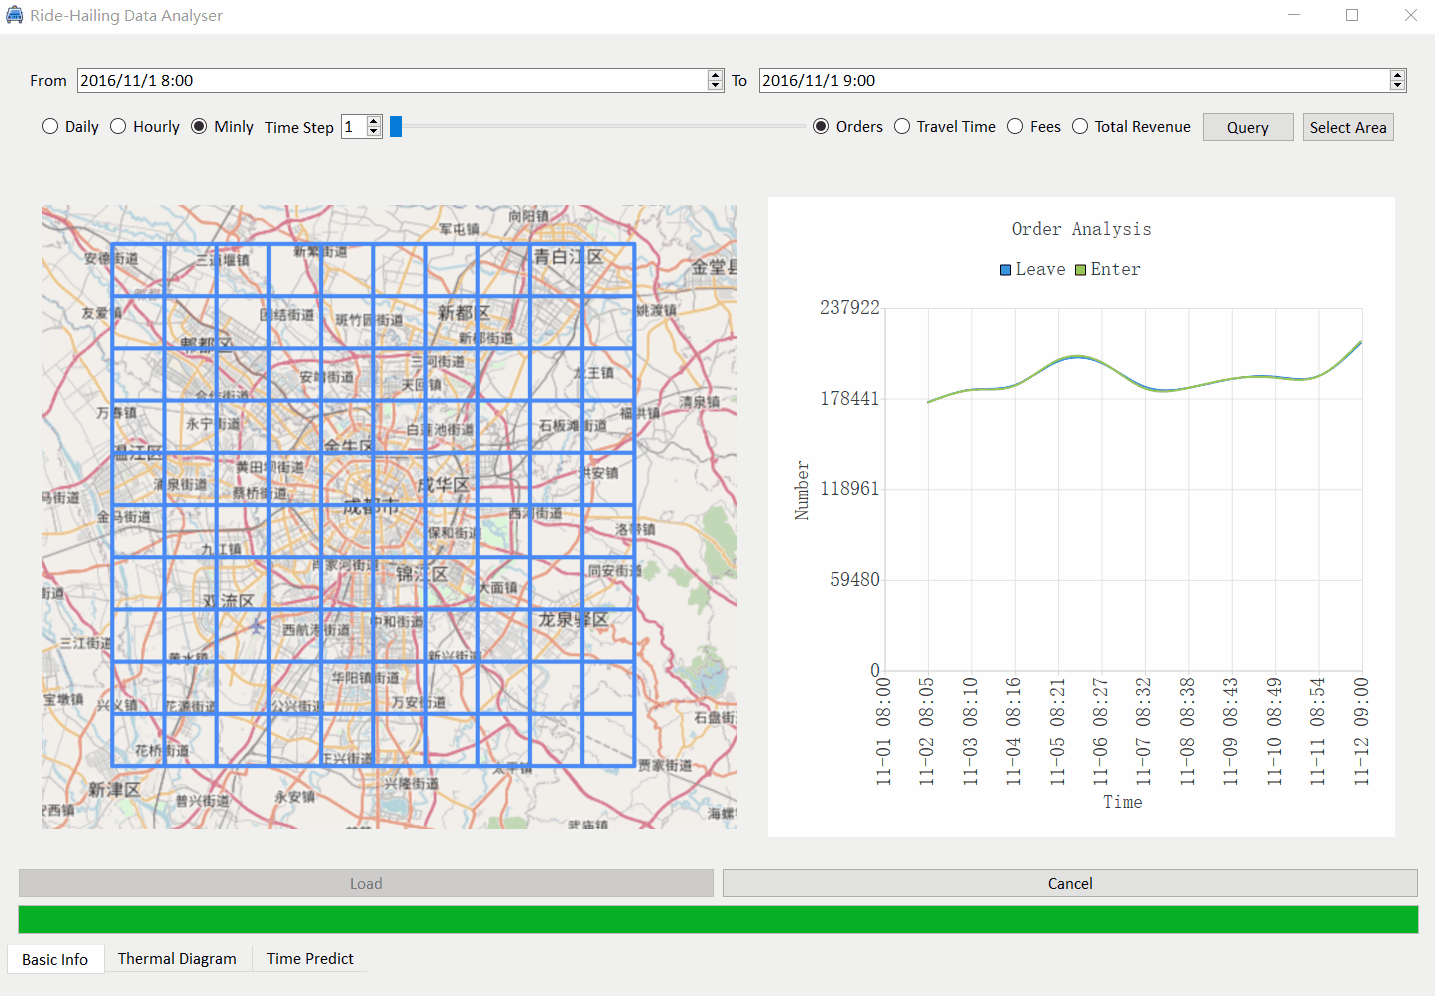 Ride-Hailing Data Analyser
From 2016/11/1 8:00 To 2016/11/1 9:00
Daily Hourly Minly Time Step 1 Orders Travel Time Fees Total Revenue Query Select Area
向阳镇
军屯镇
安德街道 三道堰镇 新繁街道 青白江区
金堂县
友爱镇 团结街道 斑竹园街道 新都区 姚渡镇
郫都区 新都街道
三河街道
安靖街道 天回镇 龙王镇
合作街道
万春镇 永宁街道 白莲池街道 石板滩街道 福洪镇 清泉镇
温江区 金牛区
黄田坝街道 洪安镇
涌泉街道 蔡桥街道 成华区
马街道
金马街道 成都市 西河街道
保和街道 洛带镇
九江镇
肖家河街道 锦江区 同安街道
街道 大面镇
双流区
西航港街道 中和街道 龙泉驿区
三江街道
黄水镇 新兴街道
华阳镇街道
宝墩镇 兴义镇 花源街道 公兴街道 万安街道
石盘街
花桥街道 正兴街道 太平镇 贾家街道
新津区 兴隆街道
安西镇 普兴街道 永安镇
武庙镇 海螺
Order Analysis
Leave Enter
237922
178441
118961
59480
0
Number
11-01 08:00
11-02 08:05
11-03 08:10
11-04 08:16
11-05 08:21
11-06 08:27
11-07 08:32
11-08 08:38
11-09 08:43
11-10 08:49
11-11 08:54
11-12 09:00
Time
Load Cancel
Basic Info Thermal Diagram Time Predict